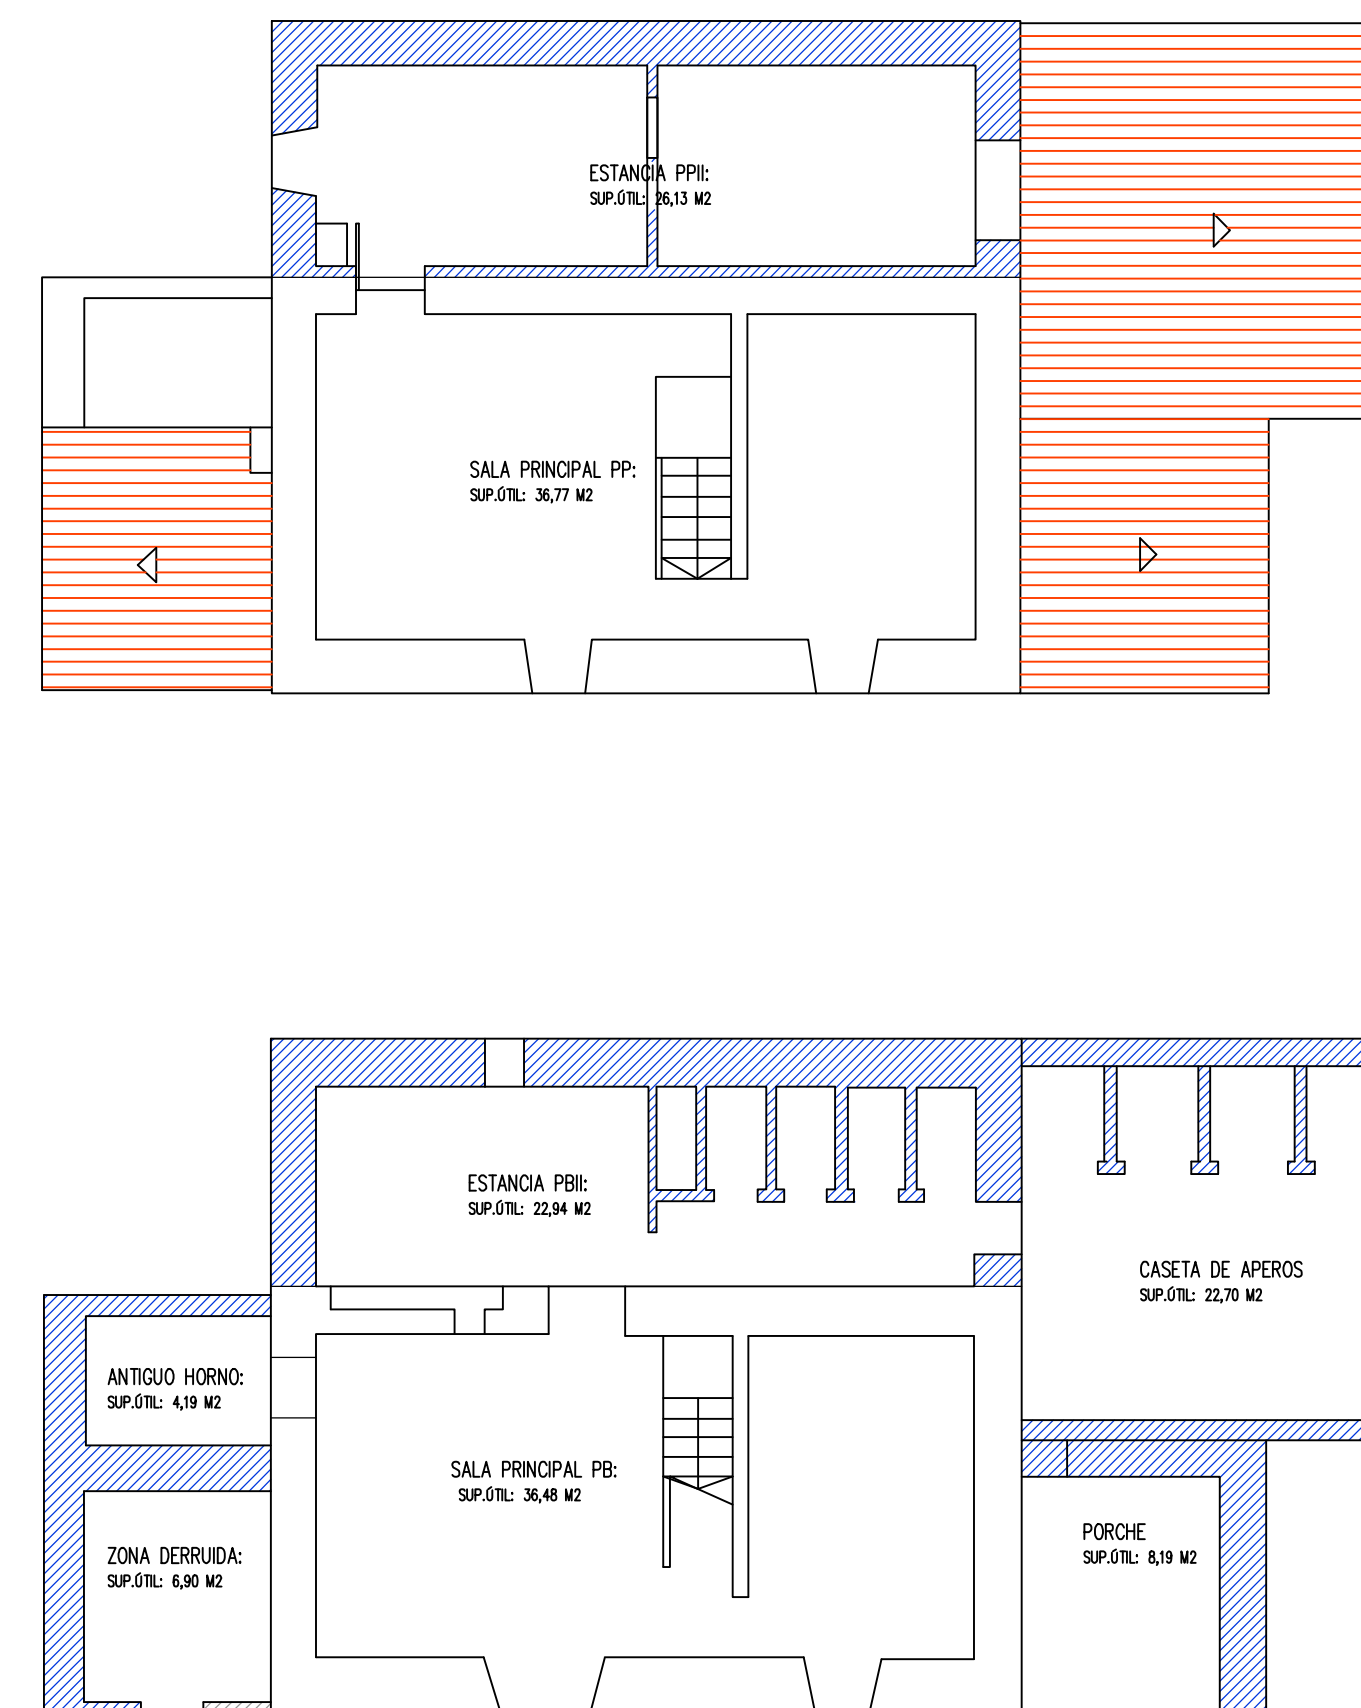 ESTANCIA PPII:
SUP.ÚTIL: 26,13 M2
SALA PRINCIPAL PP:
SUP.ÚTIL: 36,77 M2
ESTANCIA PBII:
SUP.ÚTIL: 22,94 M2
CASETA DE APEROS
SUP.ÚTIL: 22,70 M2
ANTIGUO HORNO:
SUP.ÚTIL: 4,19 M2
SALA PRINCIPAL PB:
SUP.ÚTIL: 36,48 M2
PORCHE
SUP.ÚTIL: 8,19 M2
ZONA DERRUIDA:
SUP.ÚTIL: 6,90 M2